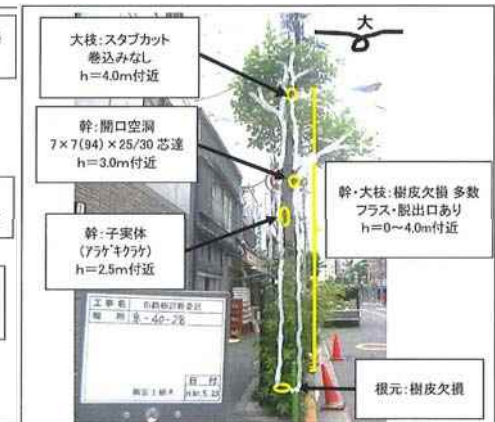 大枝：スタブカット
巻込みなし
h＝4.0m付近
幹：開口空洞
7×7(94)×25/30 芯達
h＝3.0m付近
幹：子実体
(アラゲキクラゲ)
h＝2.5m付近
大
幹・大枝：樹皮欠損 多数
フラス・脱出口あり
h＝0～4.0m付近
根元：樹皮欠損
工事名
場所
日付